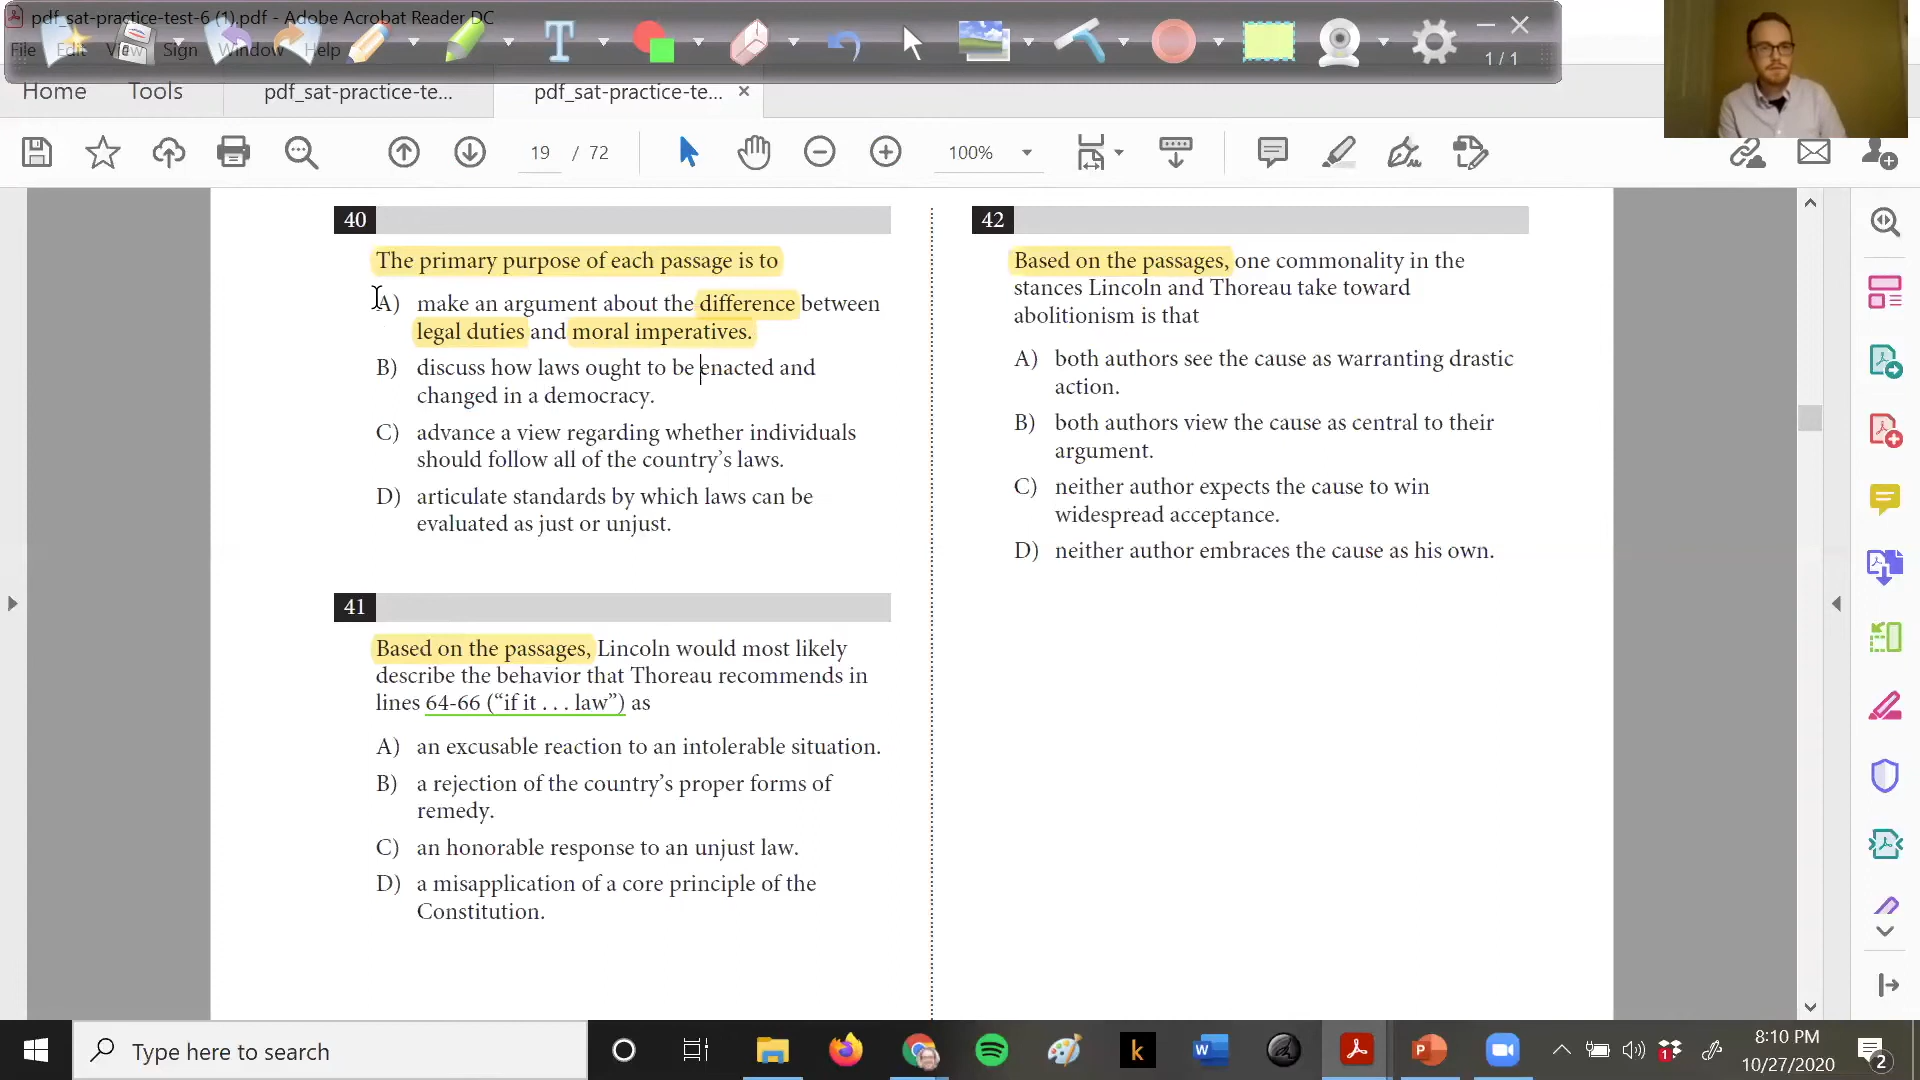 pdf_sat-practice-test-6 (1).pdf - Adobe Acrobat Reader DC
File Edit View Sign Window Help
1 / 1
Home Tools pdf_sat-practice-te... pdf_sat-practice-te... ×
19 / 72 100%
40
The primary purpose of each passage is to
A) make an argument about the difference between
legal duties and moral imperatives.
B) discuss how laws ought to be enacted and
changed in a democracy.
C) advance a view regarding whether individuals
should follow all of the country’s laws.
D) articulate standards by which laws can be
evaluated as just or unjust.
41
Based on the passages, Lincoln would most likely
describe the behavior that Thoreau recommends in
lines 64-66 (“if it . . . law”) as
A) an excusable reaction to an intolerable situation.
B) a rejection of the country’s proper forms of
remedy.
C) an honorable response to an unjust law.
D) a misapplication of a core principle of the
Constitution.
42
Based on the passages, one commonality in the
stances Lincoln and Thoreau take toward
abolitionism is that
A) both authors see the cause as warranting drastic
action.
B) both authors view the cause as central to their
argument.
C) neither author expects the cause to win
widespread acceptance.
D) neither author embraces the cause as his own.
Type here to search
8:10 PM
10/27/2020
2